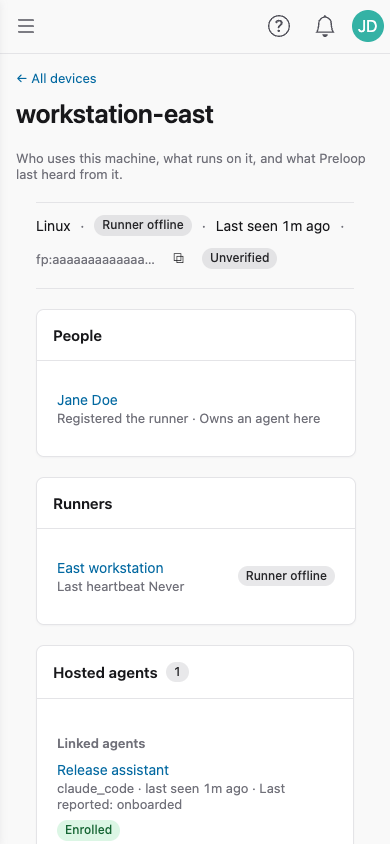 JD
← All devices
workstation-east
Who uses this machine, what runs on it, and what Preloop
last heard from it.
Linux · Runner offline · Last seen 1m ago ·
fp:aaaaaaaaaaaaa... Unverified
People
Jane Doe
Registered the runner · Owns an agent here
Runners
East workstation Runner offline
Last heartbeat Never
Hosted agents 1
Linked agents
Release assistant
claude_code · last seen 1m ago · Last
reported: onboarded
Enrolled